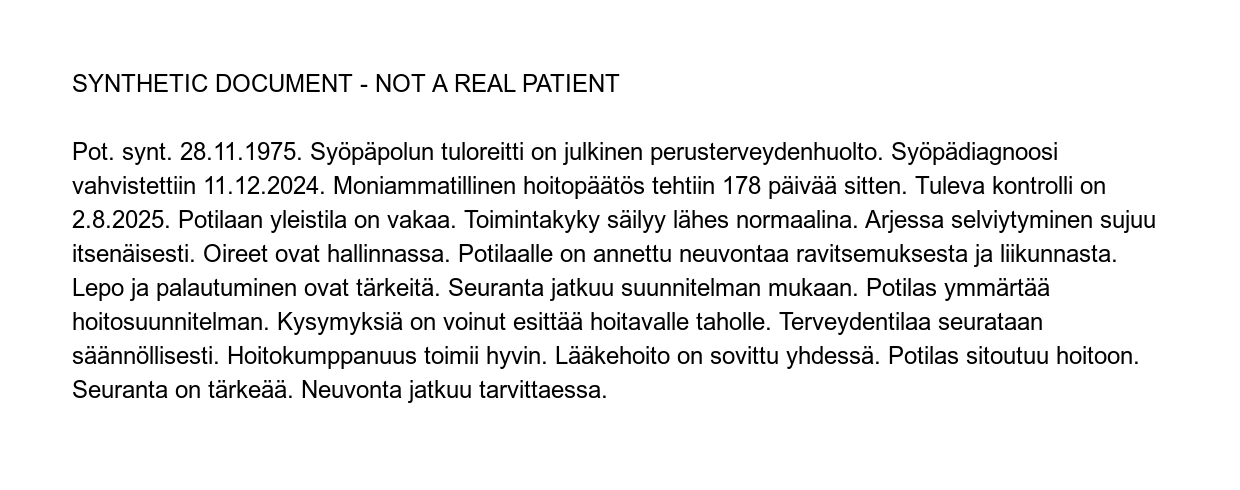 SYNTHETIC DOCUMENT - NOT A REAL PATIENT
Pot. synt. 28.11.1975. Syöpäpolun tuloreitti on julkinen perusterveydenhuolto. Syöpädiagnoosi
vahvistettiin 11.12.2024. Moniammatillinen hoitopäätös tehtiin 178 päivää sitten. Tuleva kontrolli on
2.8.2025. Potilaan yleistila on vakaa. Toimintakyky säilyy lähes normaalina. Arjessa selviytyminen sujuu
itsenäisesti. Oireet ovat hallinnassa. Potilaalle on annettu neuvontaa ravitsemuksesta ja liikunnasta.
Lepo ja palautuminen ovat tärkeitä. Seuranta jatkuu suunnitelman mukaan. Potilas ymmärtää
hoitosuunnitelman. Kysymyksiä on voinut esittää hoitavalle taholle. Terveydentilaa seurataan
säännöllisesti. Hoitokumppanuus toimii hyvin. Lääkehoito on sovittu yhdessä. Potilas sitoutuu hoitoon.
Seuranta on tärkeää. Neuvonta jatkuu tarvittaessa.